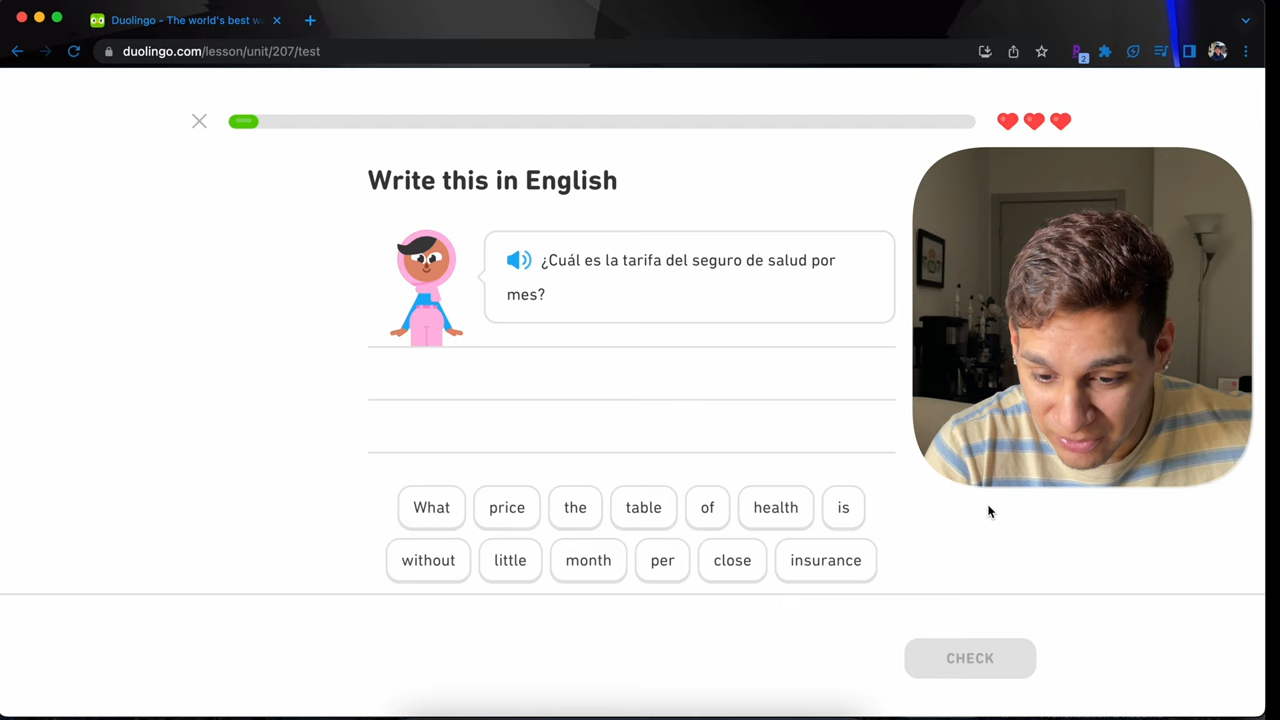 Duolingo - The world's best w
duolingo.com/lesson/unit/207/test
2
Write this in English
¿Cuál es la tarifa del seguro de salud por
mes?
What price the table of health is
without little month per close insurance
CHECK